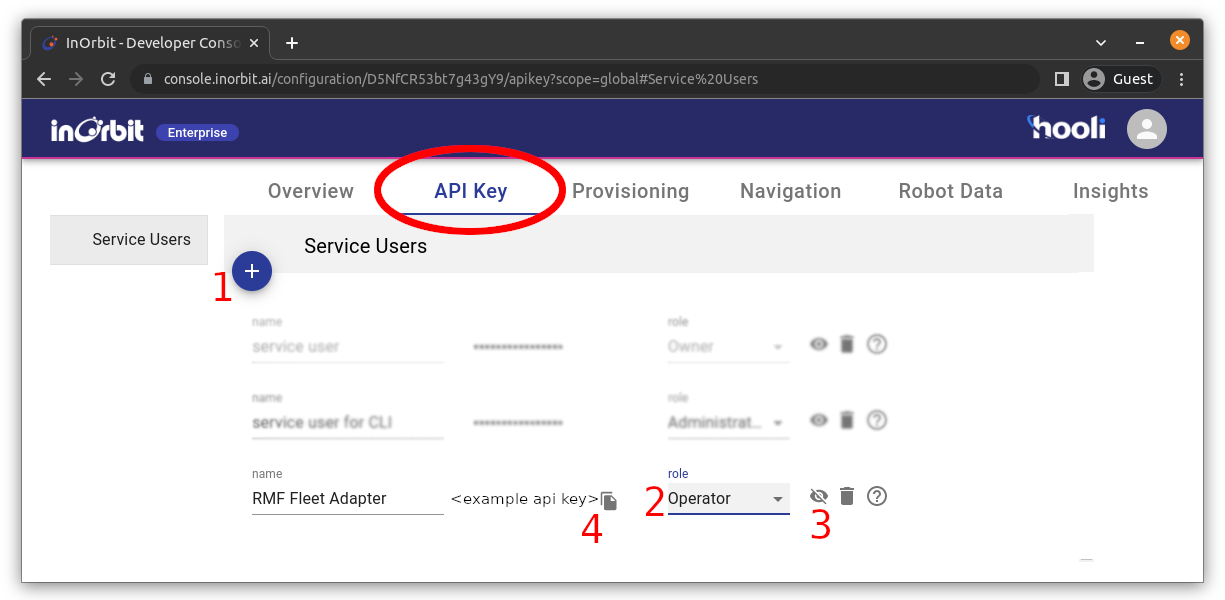 InOrbit - Developer Conso
console.inorbit.ai/configuration/D5NfCR53bt7g43gY9/apikey?scope=global#Service%20Users
Guest
inOrbit Enterprise
hooli
Overview API Key Provisioning Navigation Robot Data Insights
Service Users
Service Users
1
name role
service user •••••••••••••••• Owner
name role
service user for CLI •••••••••••••••• Administrat...
name role
RMF Fleet Adapter <example api key> 2 Operator
4 3